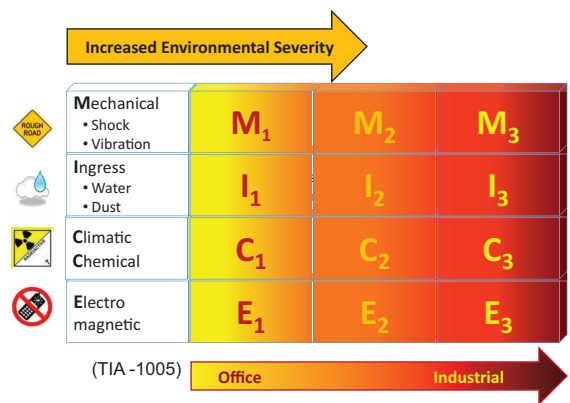 Increased Environmental Severity
ROUGH
ROAD
Mechanical
• Shock
• Vibration
M1 M2 M3
Ingress
• Water
• Dust
I1 I2 I3
RADIOACTIVE
Climatic
Chemical
C1 C2 C3
Electro
magnetic
E1 E2 E3
(TIA -1005)
Office Industrial